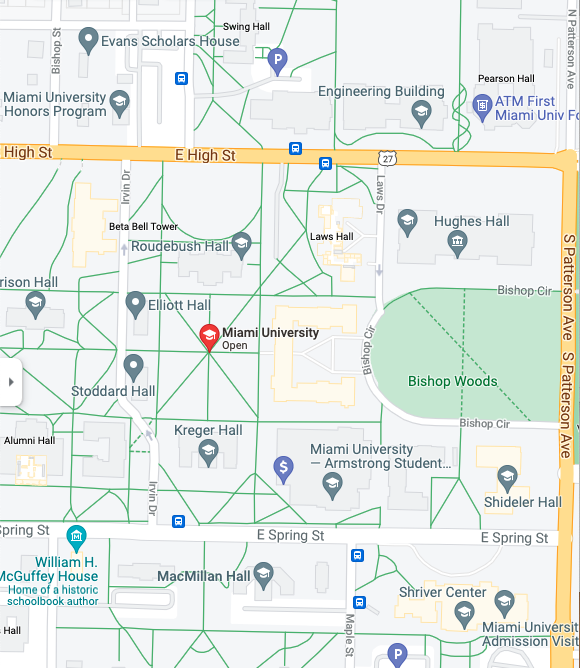 Bishop St
Swing Hall
N Patterson Ave
Evans Scholars House
P
Pearson Hall
Miami University
Honors Program
Engineering Building
ATM First
Miami Univ Fo
High St
E High St
27
Irvin Dr
Laws Dr
Beta Bell Tower
Roudebush Hall
Laws Hall
Hughes Hall
S Patterson Ave
rison Hall
Elliott Hall
Bishop Cir
Miami University
Open
Bishop Cir
S Patterson Ave
Stoddard Hall
Bishop Woods
Kreger Hall
Bishop Cir
Alumni Hall
Miami University
— Armstrong Student...
$
Irvin Dr
Shideler Hall
Spring St
E Spring St
E Spring St
William H.
McGuffey House
Home of a historic
schoolbook author
MacMillan Hall
Shriver Center
Maple St
Hall
Miami Universit
Admission Visit
P